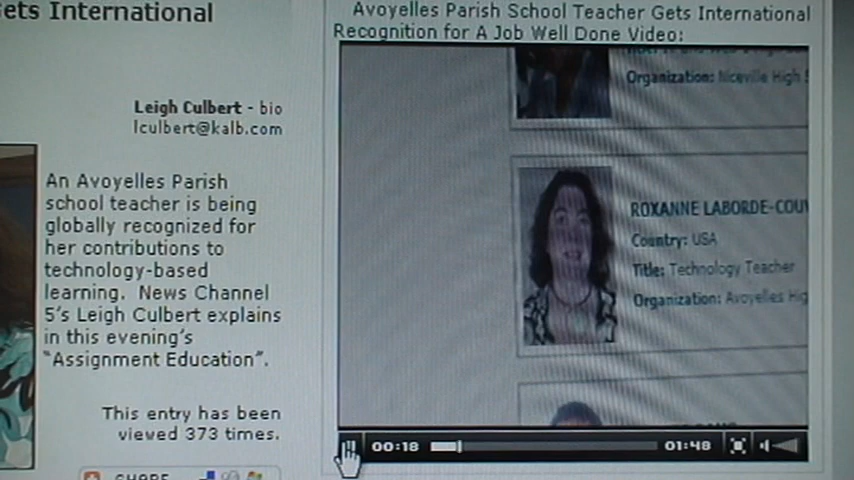 ets International
Leigh Culbert - bio
lculbert@kalb.com
An Avoyelles Parish
school teacher is being
globally recognized for
her contributions to
technology-based
learning. News Channel
5's Leigh Culbert explains
in this evening's
"Assignment Education".
This entry has been
viewed 373 times.
SHARE
Avoyelles Parish School Teacher Gets International
Recognition for A Job Well Done Video:
Organization: Niceville High
ROXANNE LABORDE-COUV
Country: USA
Title: Technology Teacher
Organization: Avoyelles Hig
00:18
01:48